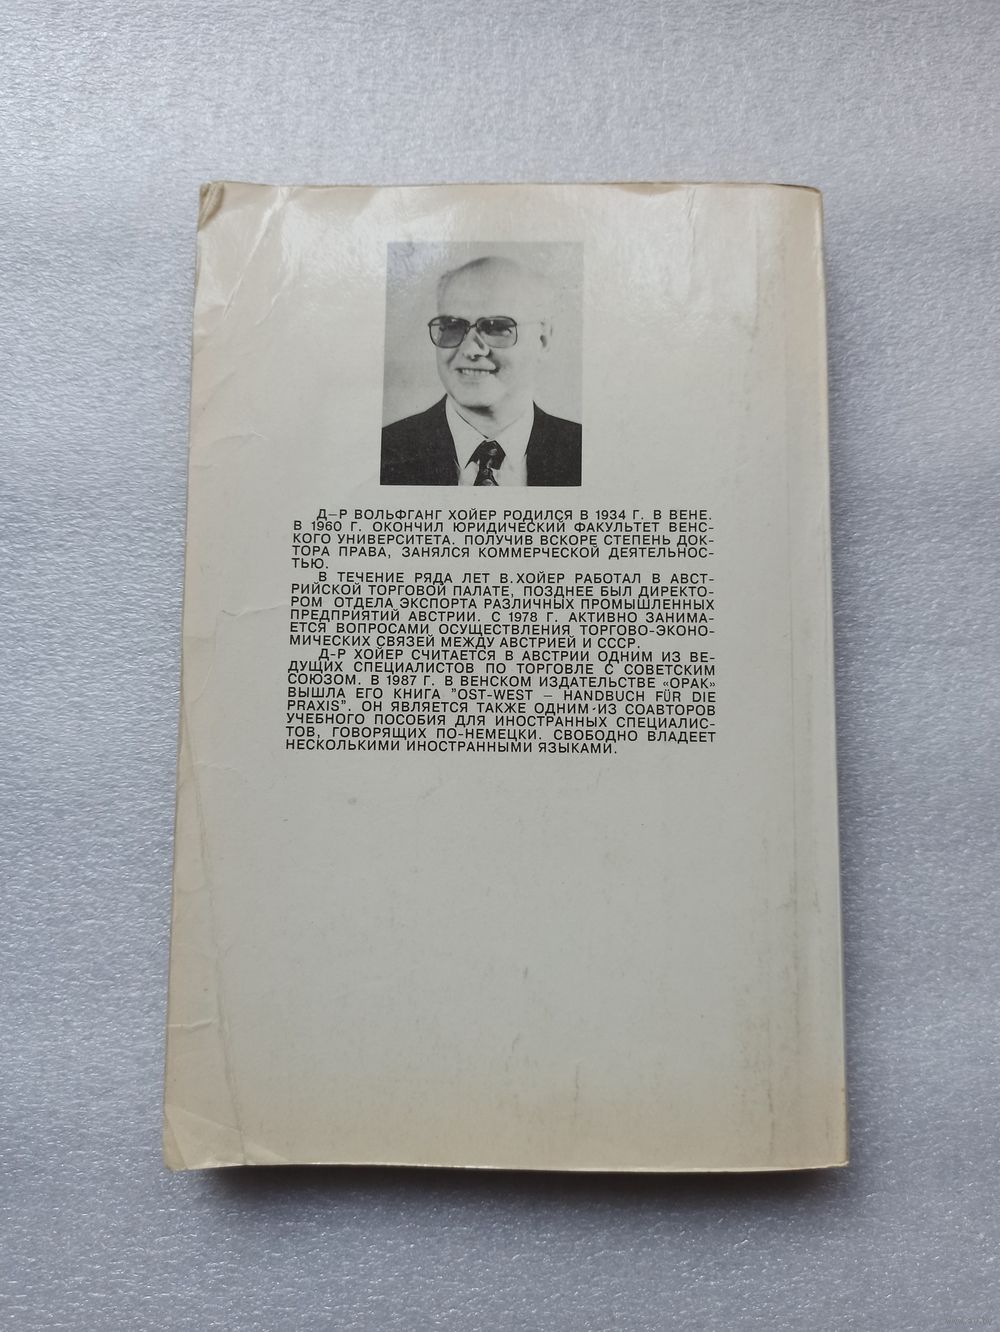 Д–Р ВОЛЬФГАНГ ХОЙЕР РОДИЛСЯ В 1934 Г. В ВЕНЕ.
В 1960 Г. ОКОНЧИЛ ЮРИДИЧЕСКИЙ ФАКУЛЬТЕТ ВЕНС-
КОГО УНИВЕРСИТЕТА. ПОЛУЧИВ ВСКОРЕ СТЕПЕНЬ ДОК-
ТОРА ПРАВА, ЗАНЯЛСЯ КОММЕРЧЕСКОЙ ДЕЯТЕЛЬНОС-
ТЬЮ.
В ТЕЧЕНИЕ РЯДА ЛЕТ В. ХОЙЕР РАБОТАЛ В АВСТ-
РИЙСКОЙ ТОРГОВОЙ ПАЛАТЕ, ПОЗДНЕЕ БЫЛ ДИРЕКТО-
РОМ ОТДЕЛА ЭКСПОРТА РАЗЛИЧНЫХ ПРОМЫШЛЕННЫХ
ПРЕДПРИЯТИЙ АВСТРИИ. С 1978 Г. АКТИВНО ЗАНИМА-
ЕТСЯ ВОПРОСАМИ ОСУЩЕСТВЛЕНИЯ ТОРГОВО-ЭКОНО-
МИЧЕСКИХ СВЯЗЕЙ МЕЖДУ АВСТРИЕЙ И СССР.
Д-Р ХОЙЕР СЧИТАЕТСЯ В АВСТРИИ ОДНИМ ИЗ ВЕ-
ДУЩИХ СПЕЦИАЛИСТОВ ПО ТОРГОВЛЕ С СОВЕТСКИМ
СОЮЗОМ. В 1987 Г. В ВЕНСКОМ ИЗДАТЕЛЬСТВЕ «ОРАК»
ВЫШЛА ЕГО КНИГА "OST-WEST – HANDBUCH FÜR DIE
PRAXIS". ОН ЯВЛЯЕТСЯ ТАКЖЕ ОДНИМ ИЗ СОАВТОРОВ
УЧЕБНОГО ПОСОБИЯ ДЛЯ ИНОСТРАННЫХ СПЕЦИАЛИС-
ТОВ, ГОВОРЯЩИХ ПО-НЕМЕЦКИ. СВОБОДНО ВЛАДЕЕТ
НЕСКОЛЬКИМИ ИНОСТРАННЫМИ ЯЗЫКАМИ.